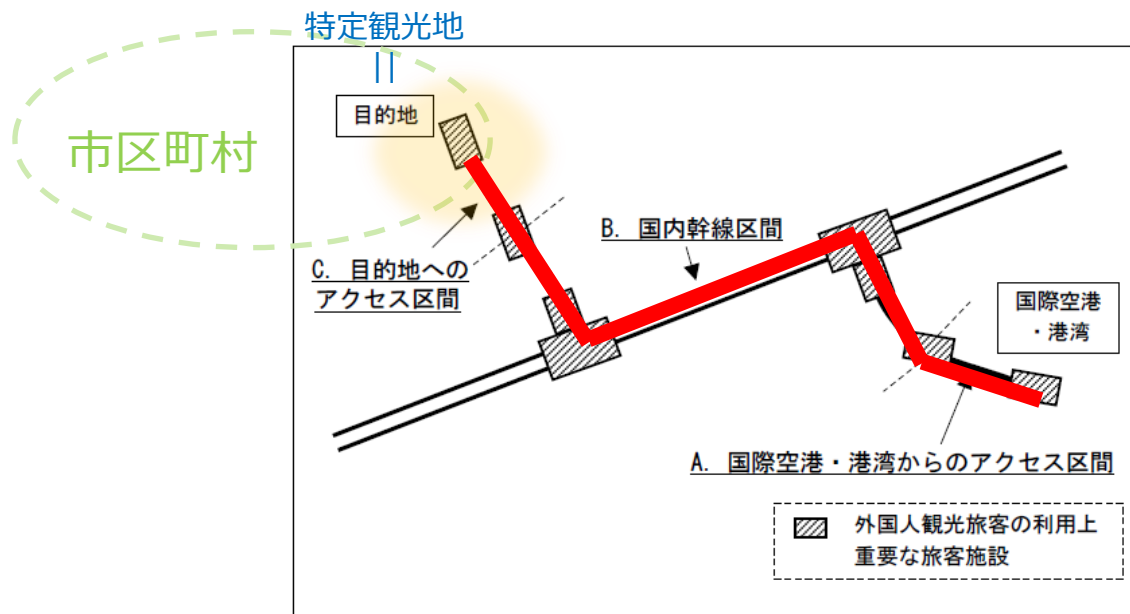 特定観光地
目的地
市区町村
B. 国内幹線区間
C. 目的地への
アクセス区間
国際空港
・港湾
A. 国際空港・港湾からのアクセス区間
外国人観光旅客の利用上
重要な旅客施設